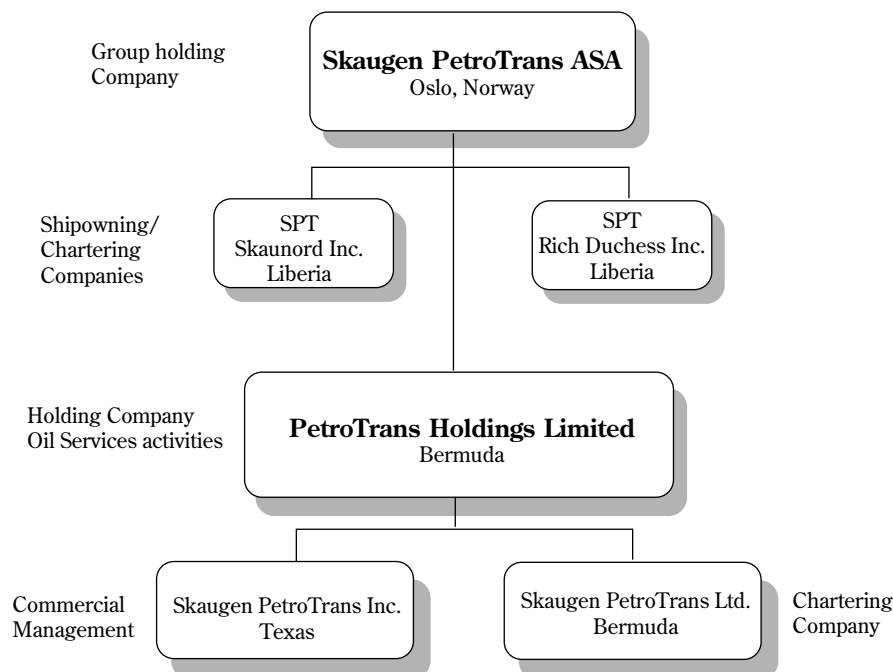 Group holding
Company
Skaugen PetroTrans ASA
Oslo, Norway
Shipowning/
Chartering
Companies
SPT
Skaunord Inc.
Liberia
SPT
Rich Duchess Inc.
Liberia
Holding Company
Oil Services activities
PetroTrans Holdings Limited
Bermuda
Commercial
Management
Skaugen PetroTrans Inc.
Texas
Skaugen PetroTrans Ltd.
Bermuda
Chartering
Company